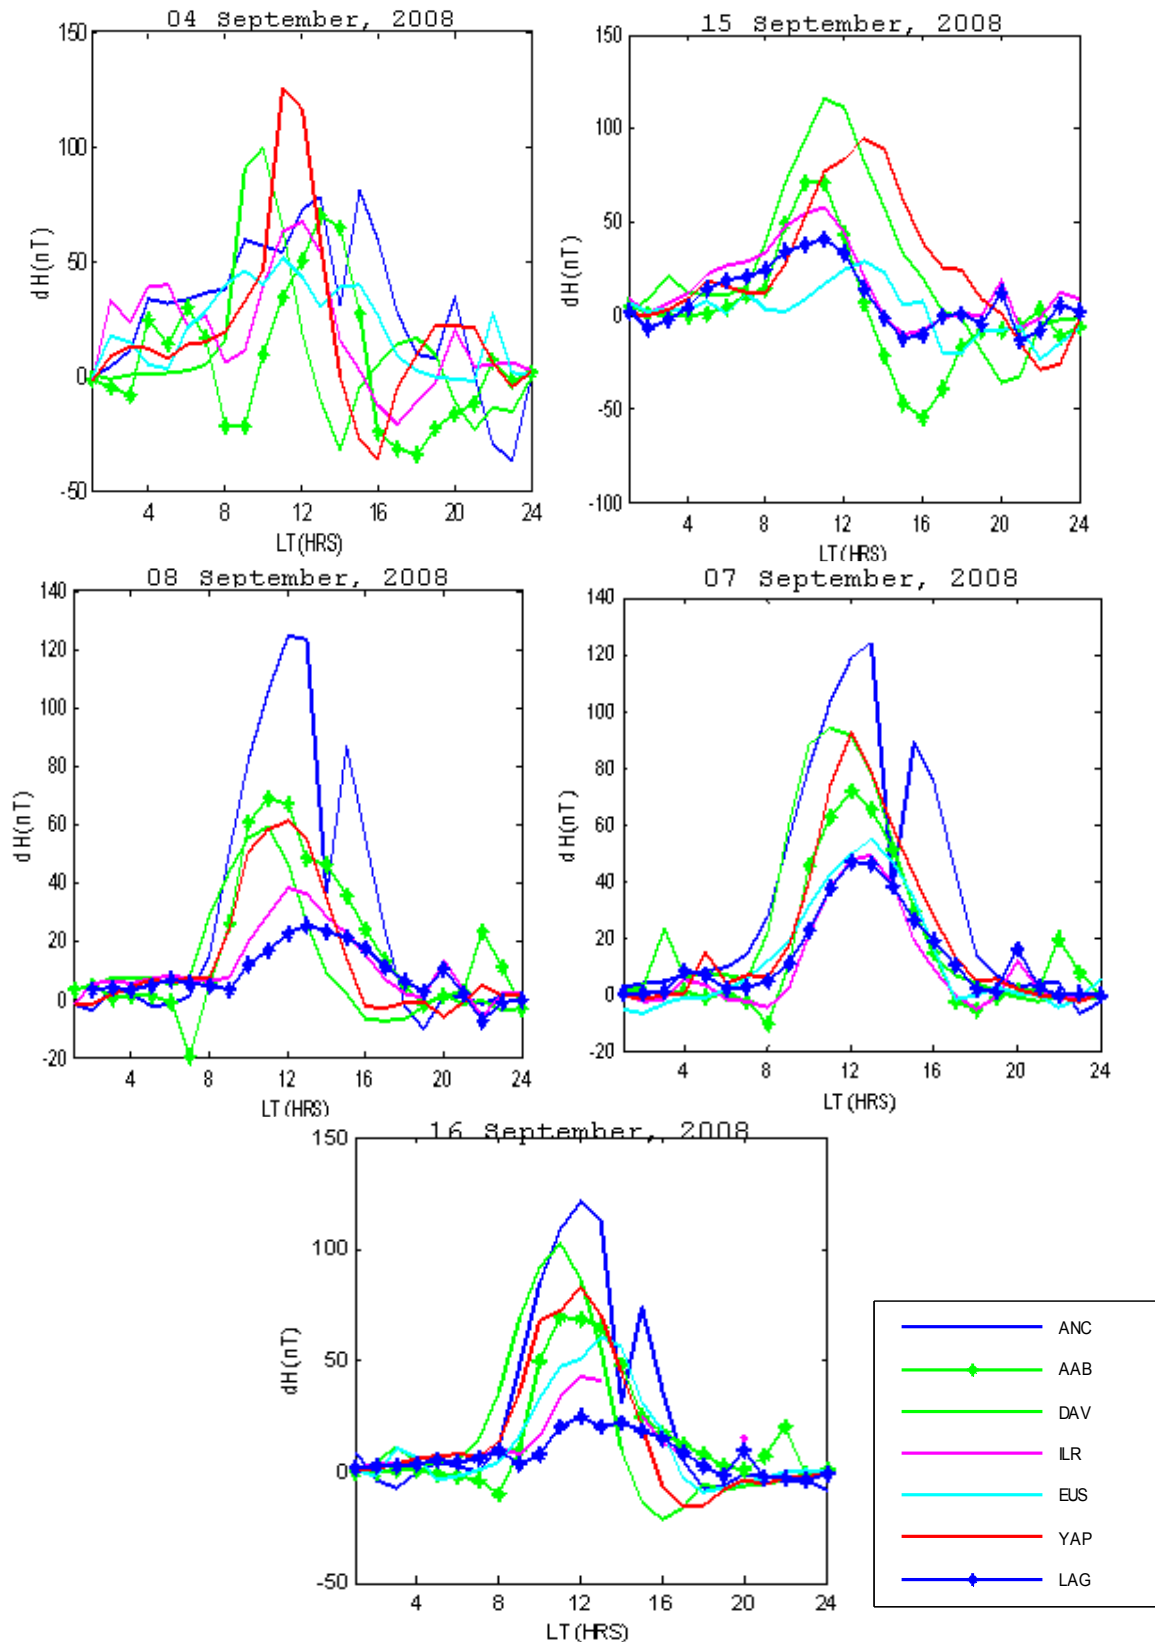 04 September, 2008
150
100
50
0
-50
dH(nT)
4 8 12 16 20 24
LT(HRS)
15 September, 2008
150
100
50
0
-50
-100
dH(nT)
4 8 12 16 20 24
LT(HRS)
08 September, 2008
140
120
100
80
60
40
20
0
-20
dH(nT)
4 8 12 16 20 24
LT(HRS)
07 September, 2008
140
120
100
80
60
40
20
0
-20
dH(nT)
4 8 12 16 20 24
LT(HRS)
16 September, 2008
150
100
50
0
-50
dH(nT)
4 8 12 16 20 24
LT(HRS)
ANC
AAB
DAV
ILR
EUS
YAP
LAG